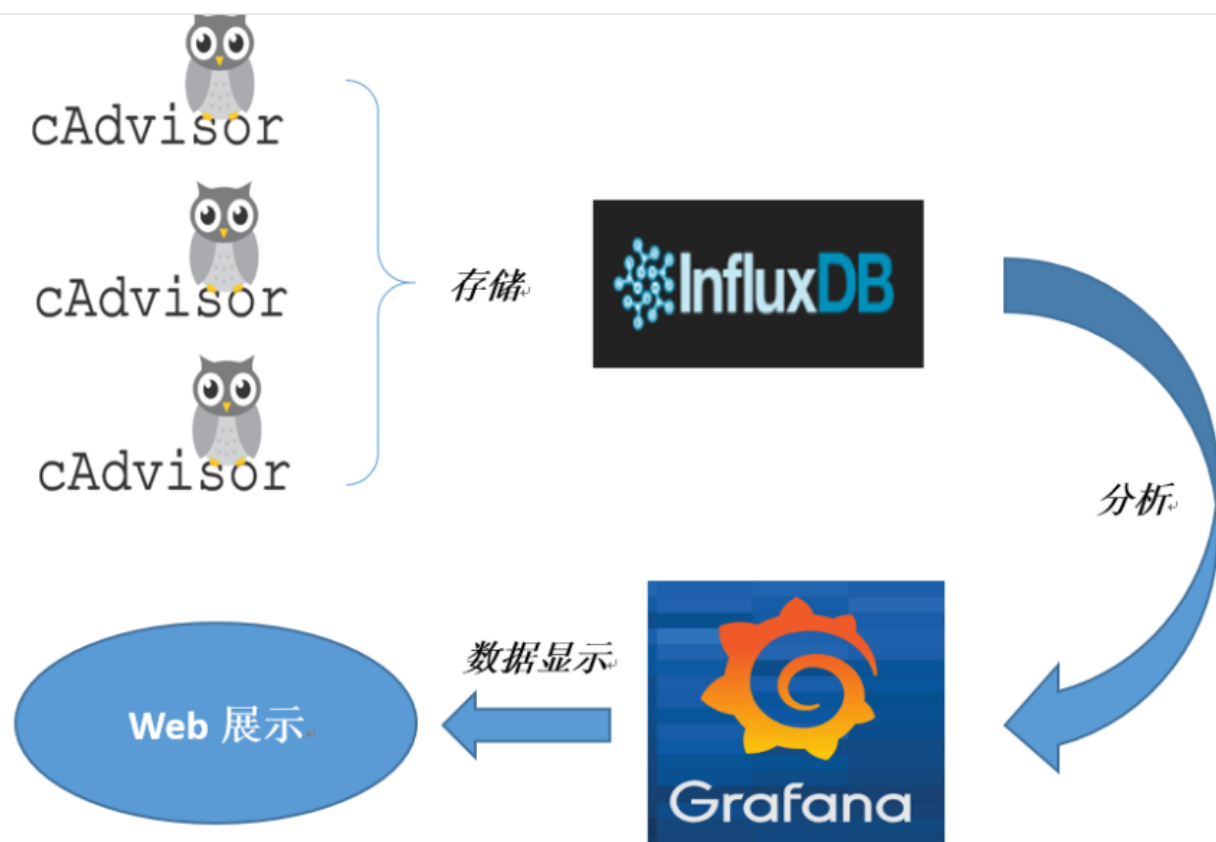 cAdvisor
cAdvisor
cAdvisor
存储
InfluxDB
分析
数据显示
Web 展示
Grafana